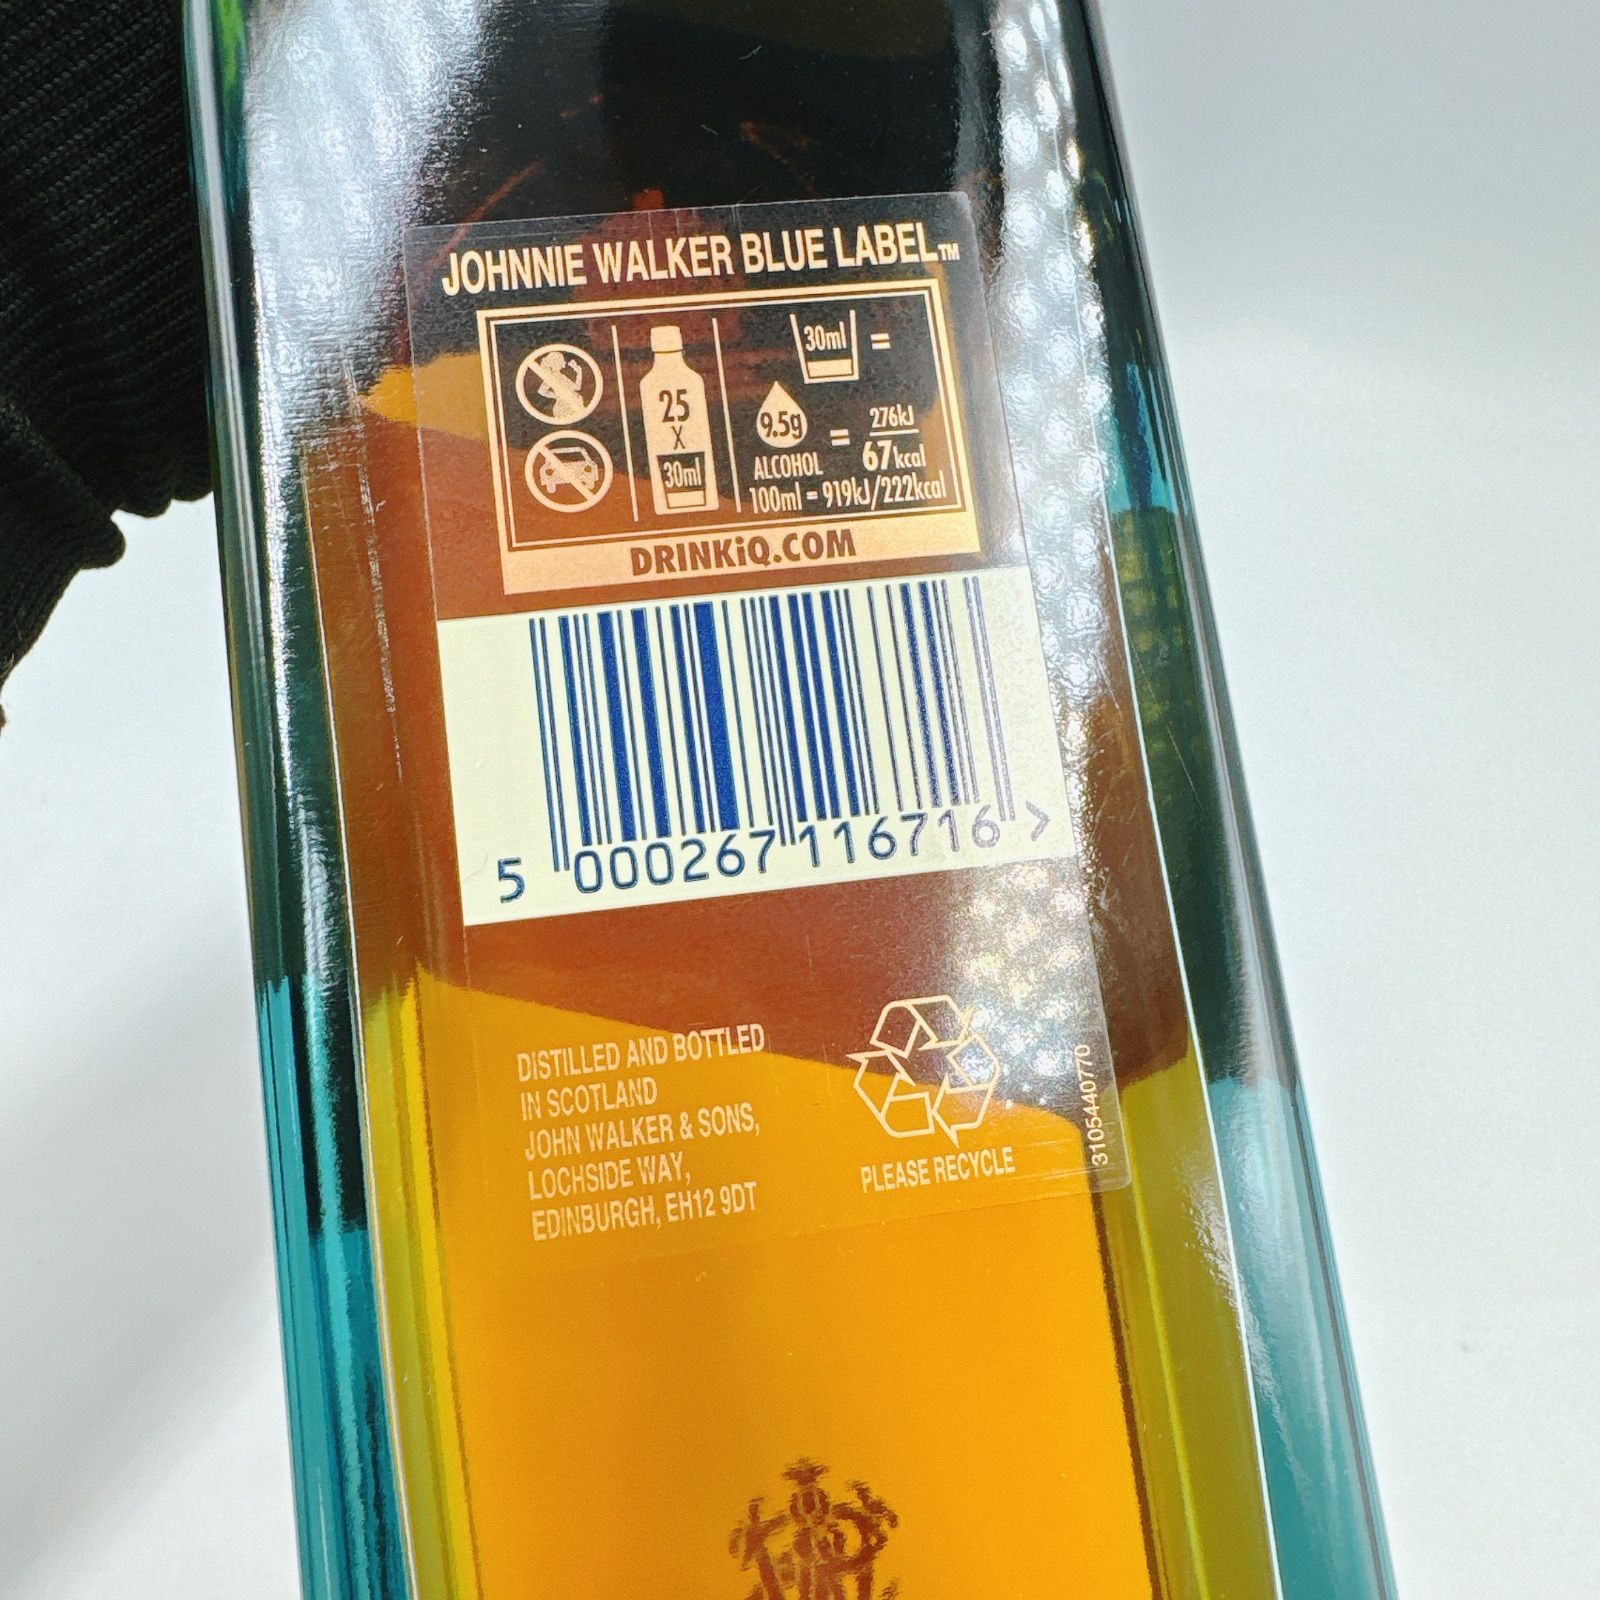 JOHNNIE WALKER BLUE LABEL™
30ml =
25
X
30ml
9.5g
ALCOHOL
= 276kJ
67kcal
100ml = 919kJ/222kcal
DRINKiQ.COM
5 000267 116716 >
DISTILLED AND BOTTLED
IN SCOTLAND
JOHN WALKER & SONS,
LOCHSIDE WAY,
EDINBURGH, EH12 9DT
PLEASE RECYCLE
3105440770